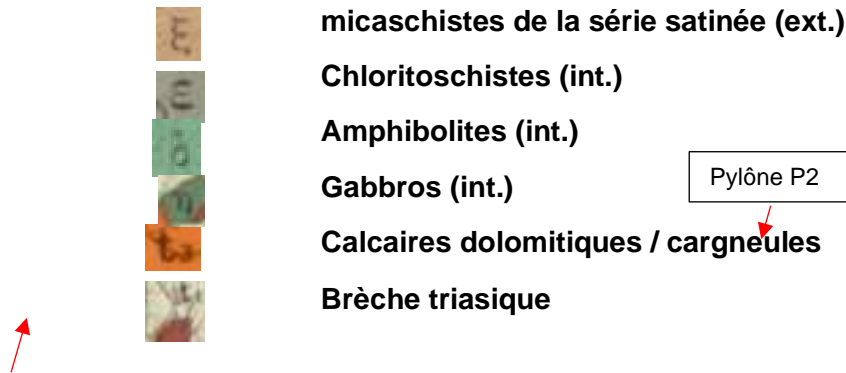 ξ micaschistes de la série satinée (ext.)
Chloritoschistes (int.)
δ Amphibolites (int.)
Gabbros (int.)
Pylône P2
Calcaires dolomitiques / cargneules
Brèche triasique